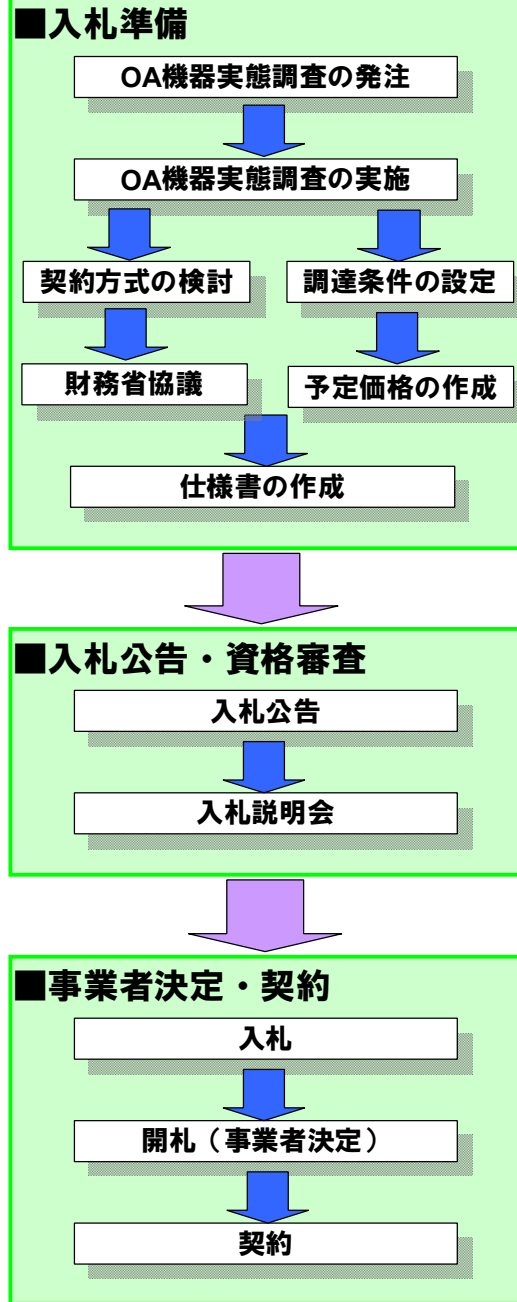 ■入札準備
OA機器実態調査の発注
OA機器実態調査の実施
契約方式の検討
調達条件の設定
財務省協議
予定価格の作成
仕様書の作成
■入札公告・資格審査
入札公告
入札説明会
■事業者決定・契約
入札
開札（事業者決定）
契約